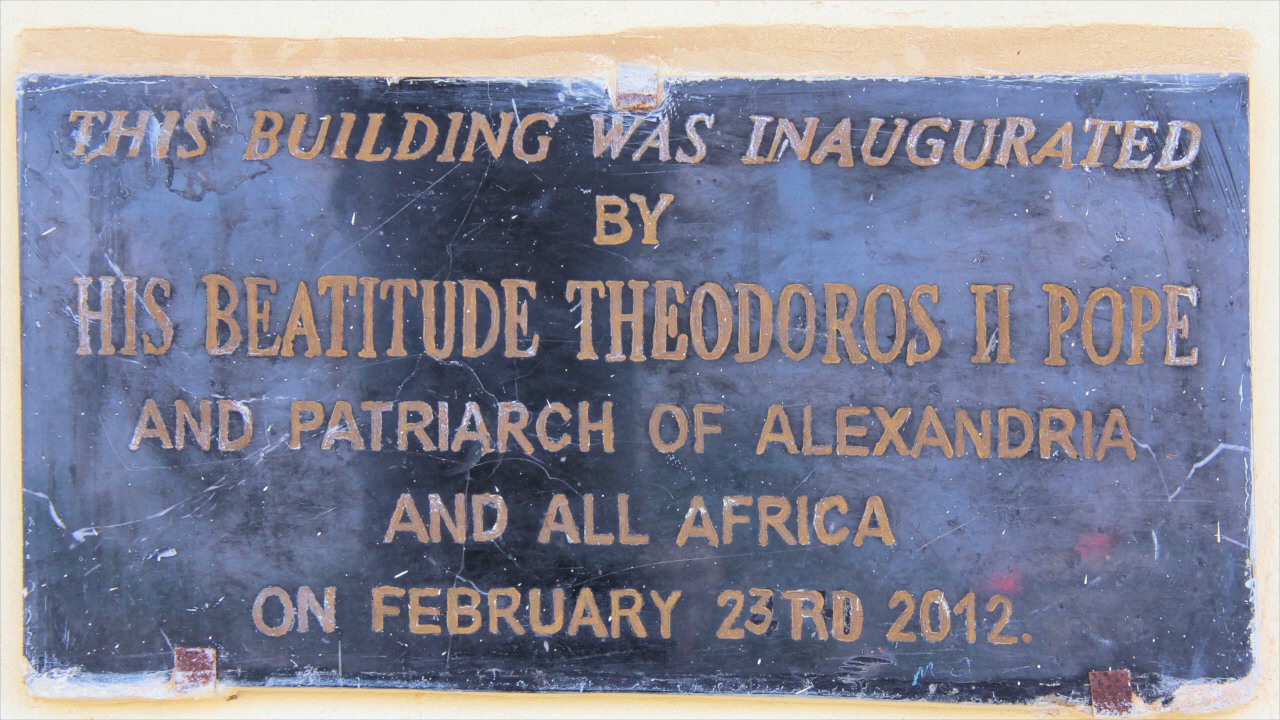 THIS BUILDING WAS INAUGURATED
BY
HIS BEATITUDE THEODOROS II POPE
AND PATRIARCH OF ALEXANDRIA
AND ALL AFRICA
ON FEBRUARY 23RD 2012.